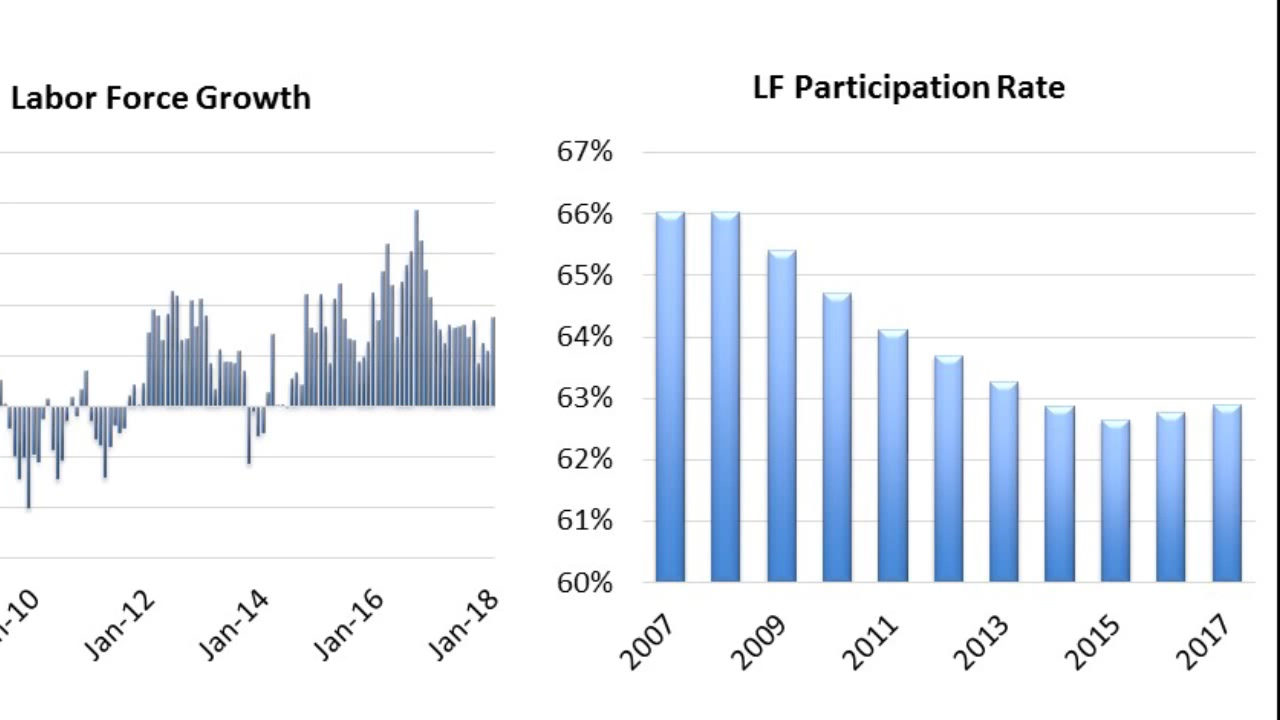 Labor Force Growth
Jan-12
Jan-14
Jan-16
Jan-18
LF Participation Rate
67%
66%
65%
64%
63%
62%
61%
60%
2007
2009
2011
2013
2015
2017